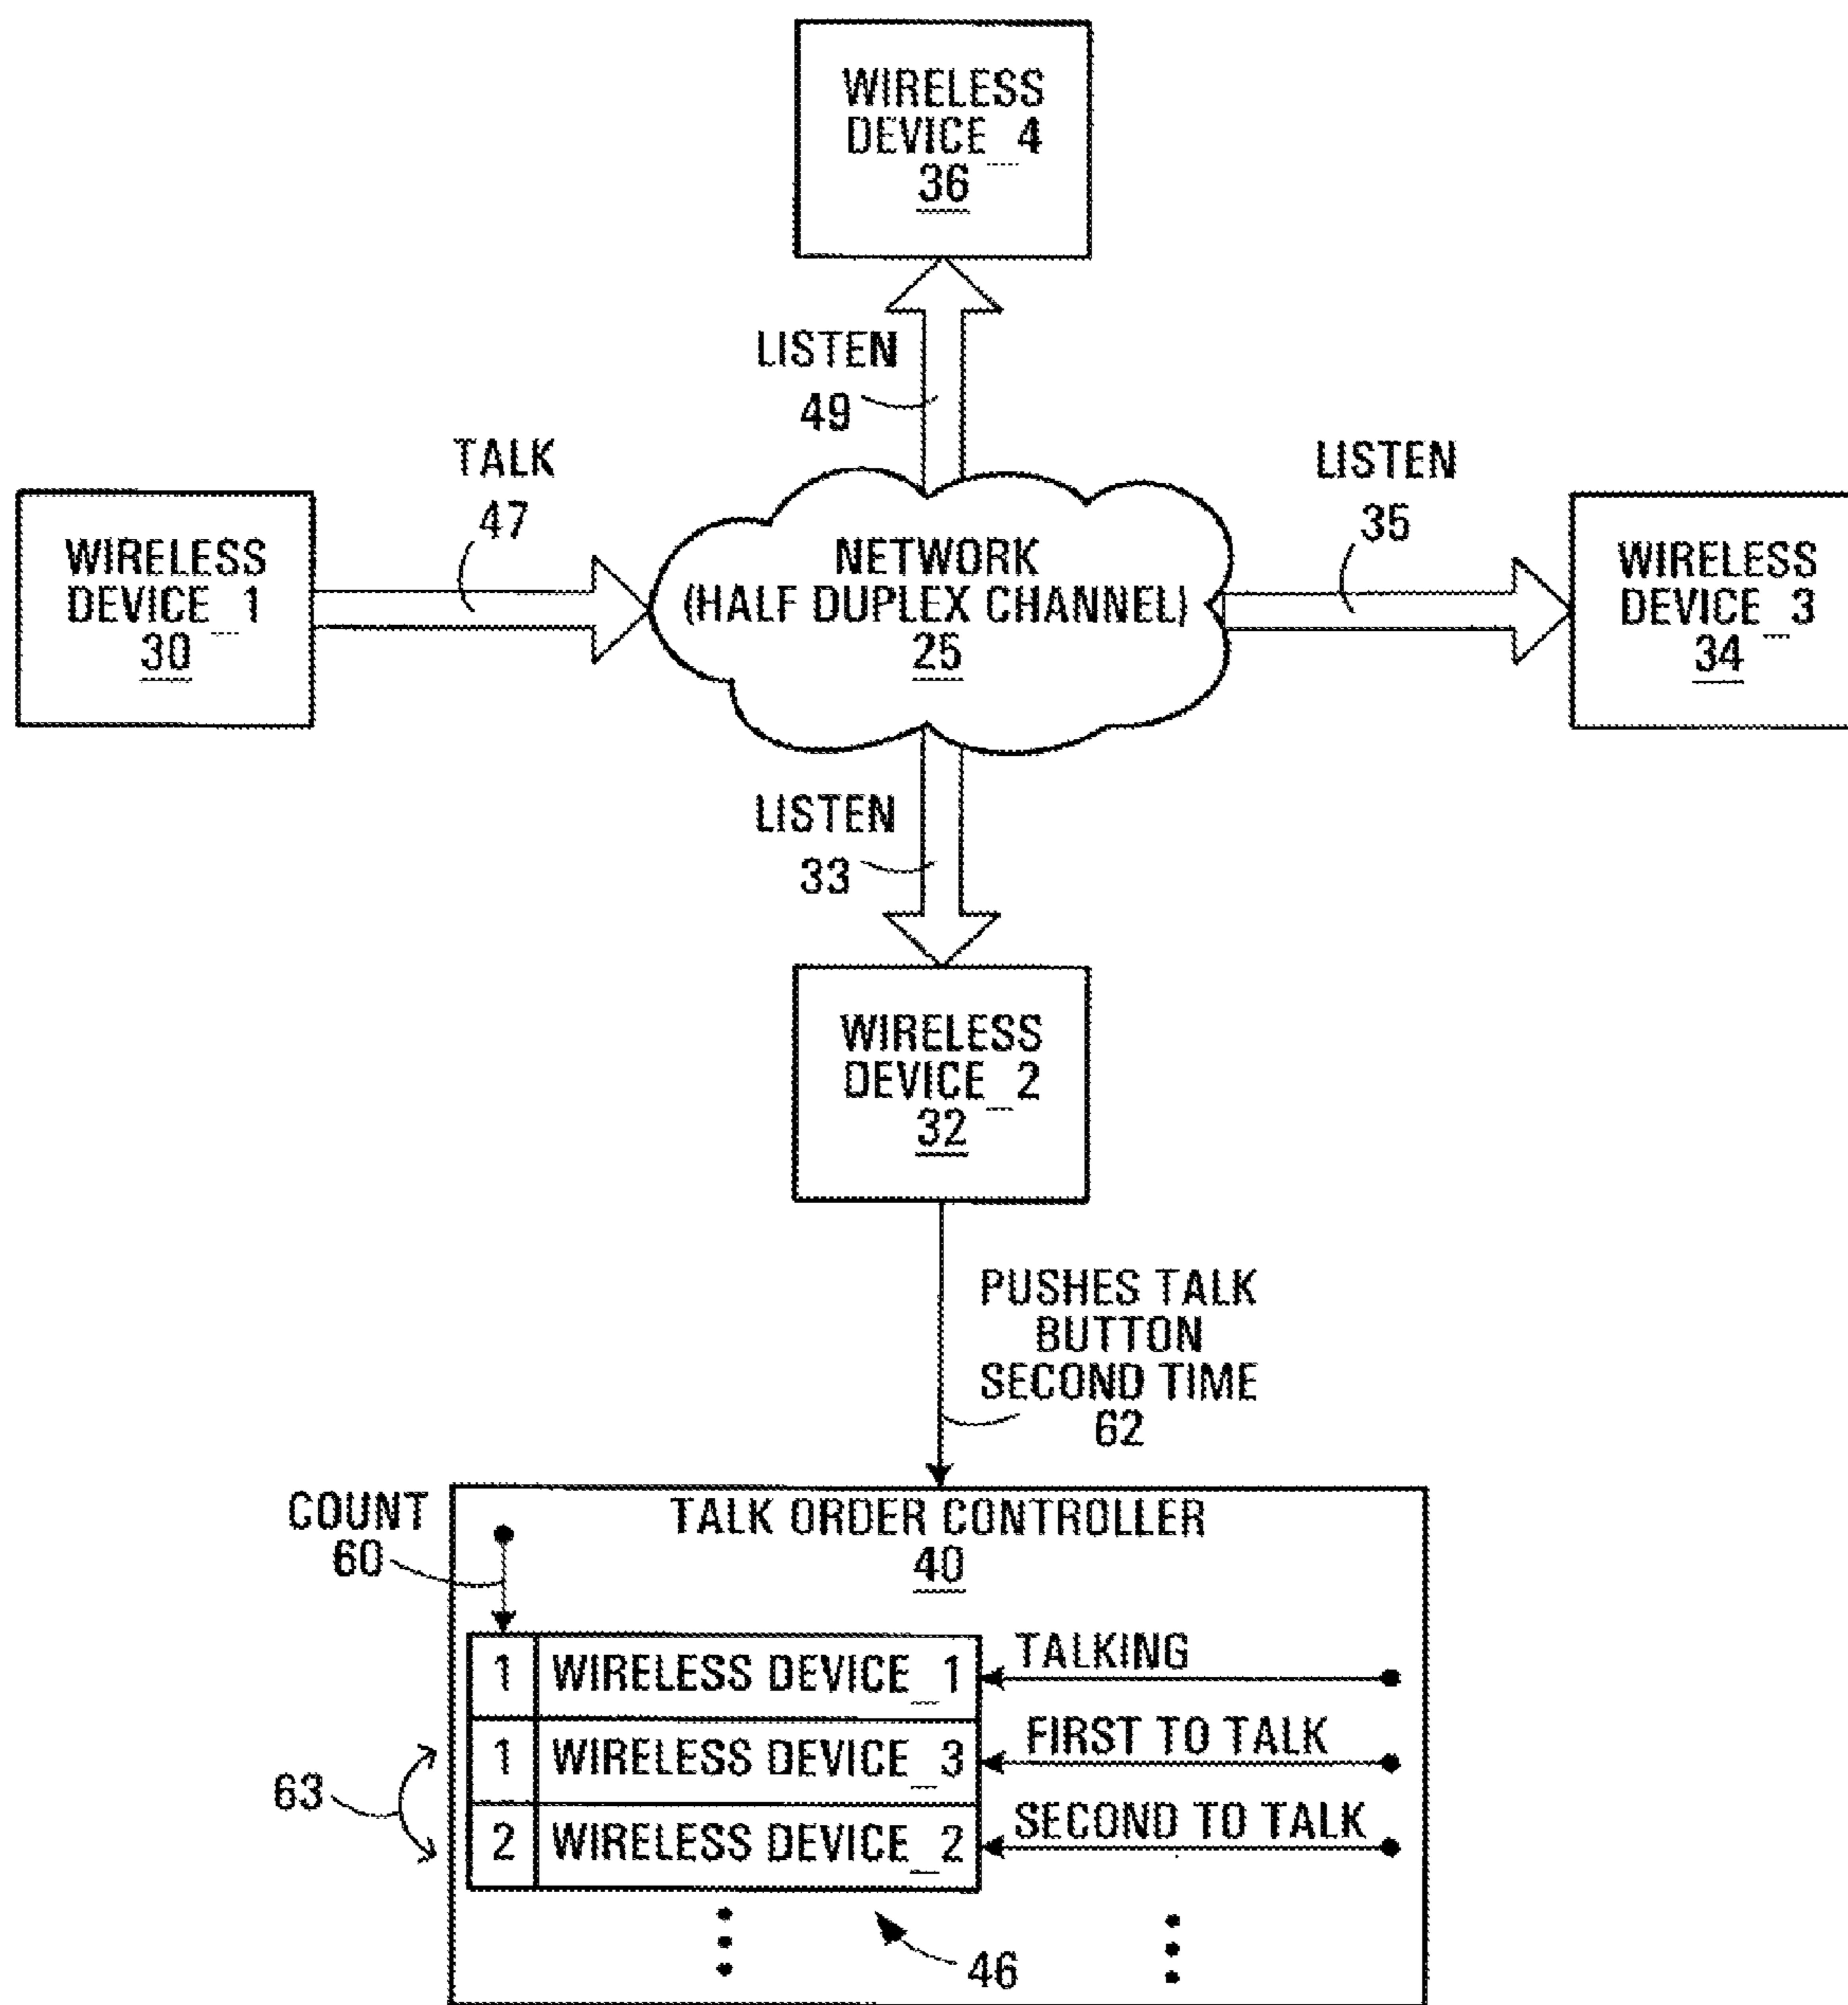 WIRELESS
DEVICE_4
36
LISTEN
49
TALK
47
LISTEN
35
WIRELESS
DEVICE_1
30
NETWORK
(HALF DUPLEX CHANNEL)
25
WIRELESS
DEVICE_3
34
LISTEN
33
WIRELESS
DEVICE_2
32
PUSHES TALK
BUTTON
SECOND TIME
62
COUNT
60
TALK ORDER CONTROLLER
40
1 WIRELESS DEVICE_1 TALKING
1 WIRELESS DEVICE_3 FIRST TO TALK
63
2 WIRELESS DEVICE_2 SECOND TO TALK
46